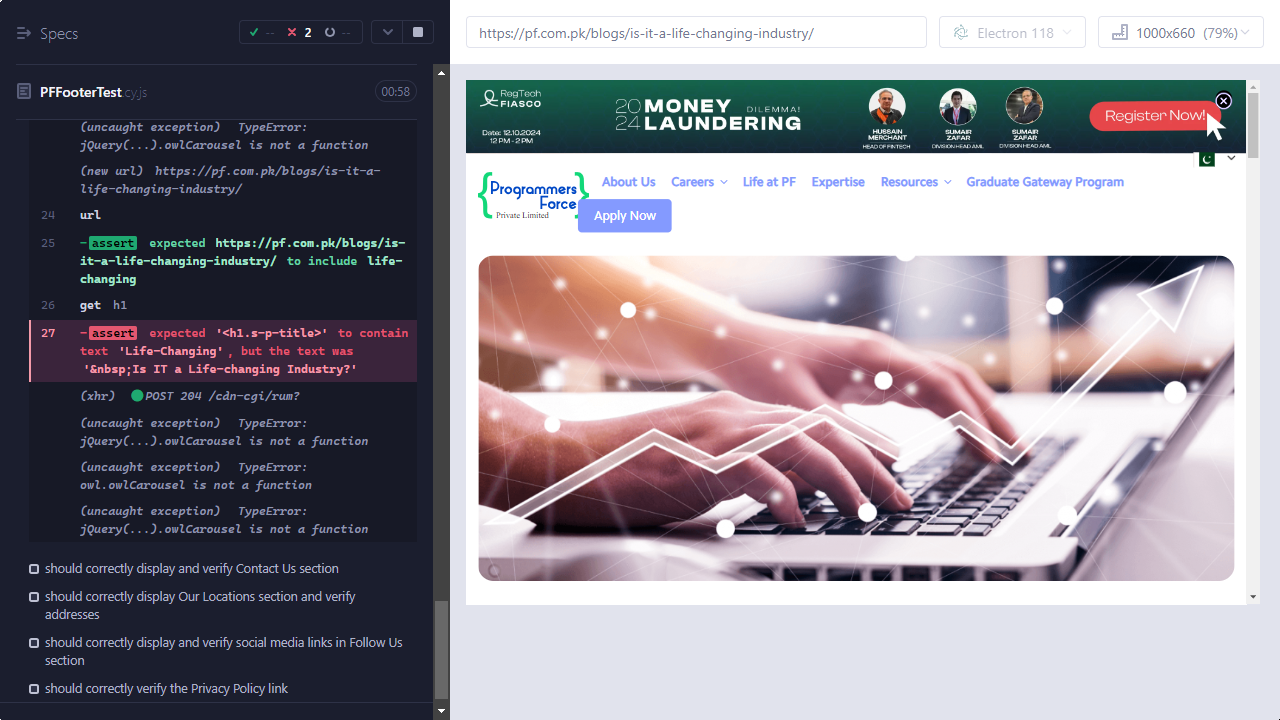 Specs
--
2
--
PFFooterTest.cy.js
00:58
(uncaught exception) TypeError:
jQuery(...).owlCarousel is not a function
(new url) https://pf.com.pk/blogs/is-it-a-
life-changing-industry/
24 url
25 -assert expected https://pf.com.pk/blogs/is-
it-a-life-changing-industry/ to include life-
changing
26 get h1
27 -assert expected '<h1.s-p-title>' to contain
text 'Life-Changing', but the text was
'&nbsp;Is IT a Life-changing Industry?'
(xhr) POST 204 /cdn-cgi/rum?
(uncaught exception) TypeError:
jQuery(...).owlCarousel is not a function
(uncaught exception) TypeError:
owl.owlCarousel is not a function
(uncaught exception) TypeError:
jQuery(...).owlCarousel is not a function
should correctly display and verify Contact Us section
should correctly display Our Locations section and verify
addresses
should correctly display and verify social media links in Follow Us
section
should correctly verify the Privacy Policy link
https://pf.com.pk/blogs/is-it-a-life-changing-industry/
Electron 118
1000x660 (79%)
RegTech
FIASCO
Date: 12.10.2024
12 PM - 2 PM
2024 MONEY DILEMMA!
LAUNDERING
HUSSAIN
MERCHANT
HEAD OF FINTECH
SUMAIR
ZAFAR
DIVISION HEAD AML
SUMAIR
ZAFAR
DIVISION HEAD AML
Register Now!
Programmers
Force
Private Limited
About Us
Careers
Life at PF
Expertise
Resources
Graduate Gateway Program
Apply Now